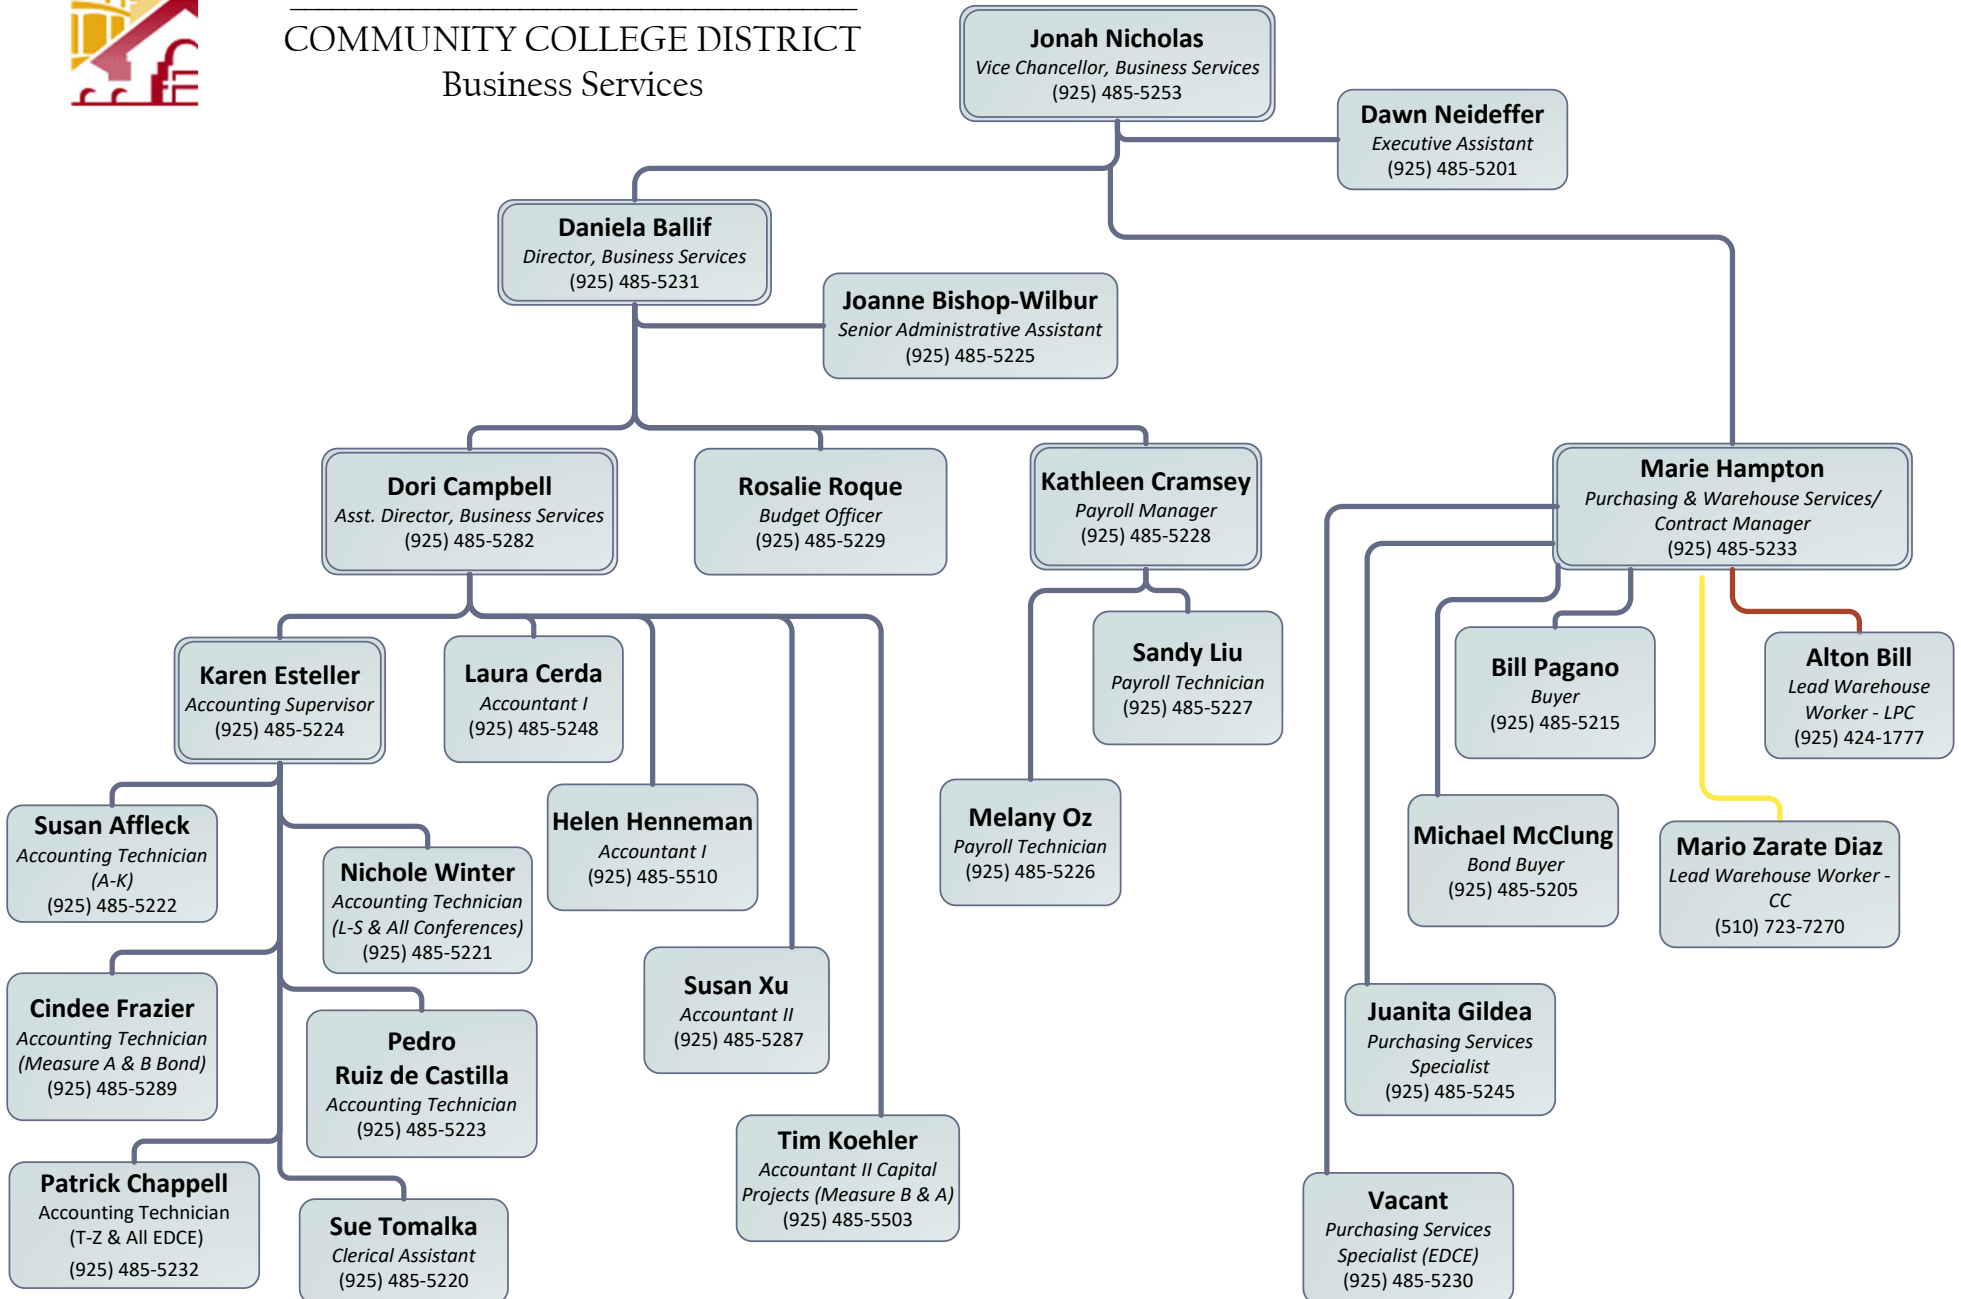 COMMUNITY COLLEGE DISTRICT
Business Services
Jonah Nicholas
Vice Chancellor, Business Services
(925) 485-5253
Dawn Neideffer
Executive Assistant
(925) 485-5201
Daniela Ballif
Director, Business Services
(925) 485-5231
Joanne Bishop-Wilbur
Senior Administrative Assistant
(925) 485-5225
Dori Campbell
Asst. Director, Business Services
(925) 485-5282
Rosalie Roque
Budget Officer
(925) 485-5229
Kathleen Cramsey
Payroll Manager
(925) 485-5228
Marie Hampton
Purchasing & Warehouse Services/
Contract Manager
(925) 485-5233
Karen Esteller
Accounting Supervisor
(925) 485-5224
Laura Cerda
Accountant I
(925) 485-5248
Sandy Liu
Payroll Technician
(925) 485-5227
Bill Pagano
Buyer
(925) 485-5215
Alton Bill
Lead Warehouse
Worker - LPC
(925) 424-1777
Susan Affleck
Accounting Technician
(A-K)
(925) 485-5222
Nichole Winter
Accounting Technician
(L-S & All Conferences)
(925) 485-5221
Helen Henneman
Accountant I
(925) 485-5510
Melany Oz
Payroll Technician
(925) 485-5226
Michael McClung
Bond Buyer
(925) 485-5205
Mario Zarate Diaz
Lead Warehouse Worker -
CC
(510) 723-7270
Cindee Frazier
Accounting Technician
(Measure A & B Bond)
(925) 485-5289
Pedro
Ruiz de Castilla
Accounting Technician
(925) 485-5223
Susan Xu
Accountant II
(925) 485-5287
Juanita Gildea
Purchasing Services
Specialist
(925) 485-5245
Patrick Chappell
Accounting Technician
(T-Z & All EDCE)
(925) 485-5232
Sue Tomalka
Clerical Assistant
(925) 485-5220
Tim Koehler
Accountant II Capital
Projects (Measure B & A)
(925) 485-5503
Vacant
Purchasing Services
Specialist (EDCE)
(925) 485-5230